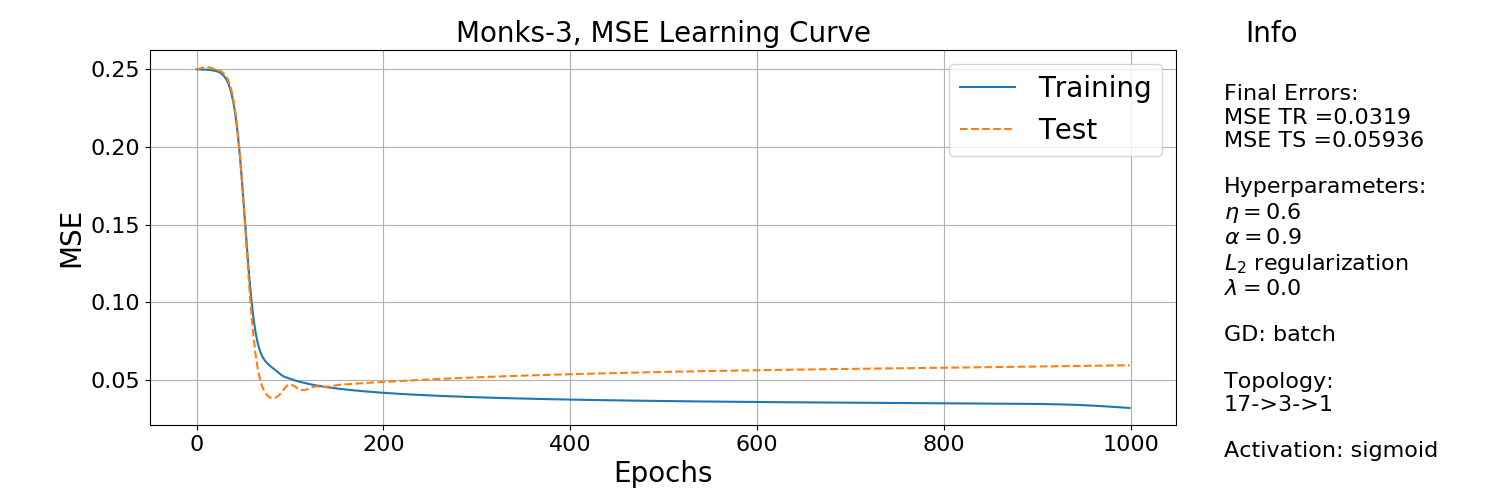 Monks-3, MSE Learning Curve
MSE
0.25
0.20
0.15
0.10
0.05
0 200 400 600 800 1000
Epochs
Training
Test
Info
Final Errors:
MSE TR =0.0319
MSE TS =0.05936
Hyperparameters:
η = 0.6
α = 0.9
L₂ regularization
λ = 0.0
GD: batch
Topology:
17->3->1
Activation: sigmoid